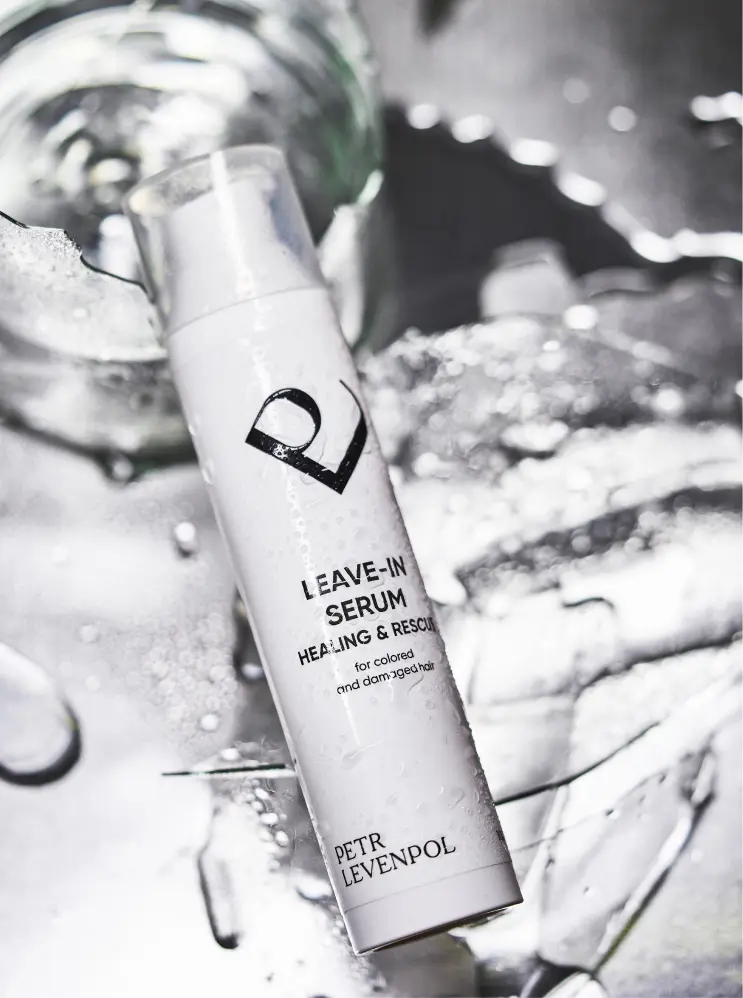 LEAVE-IN
SERUM
HEALING & RESCUE
for colored
and damaged hair
PETR
LEVENPOL